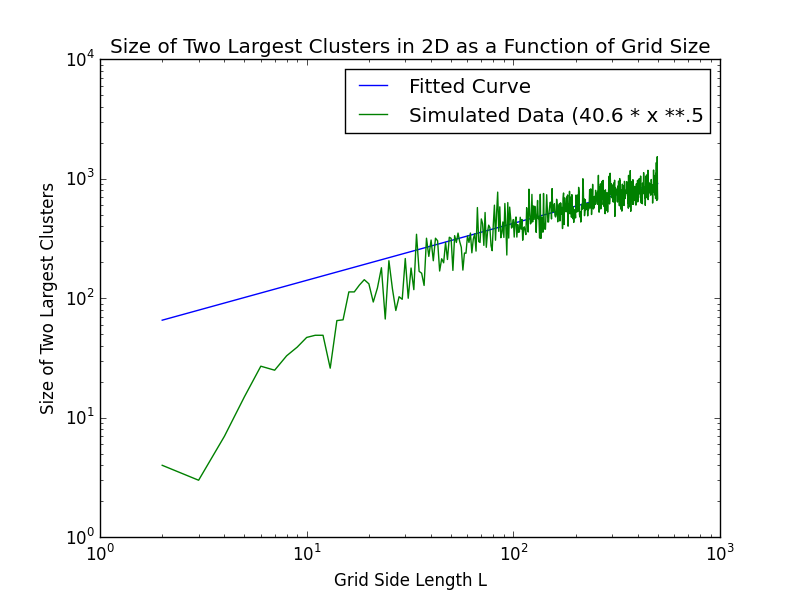 Size of Two Largest Clusters in 2D as a Function of Grid Size
Fitted Curve
Simulated Data (40.6 * x **.5
Size of Two Largest Clusters
10^4
10^3
10^2
10^1
10^0
10^0 10^1 10^2 10^3
Grid Side Length L